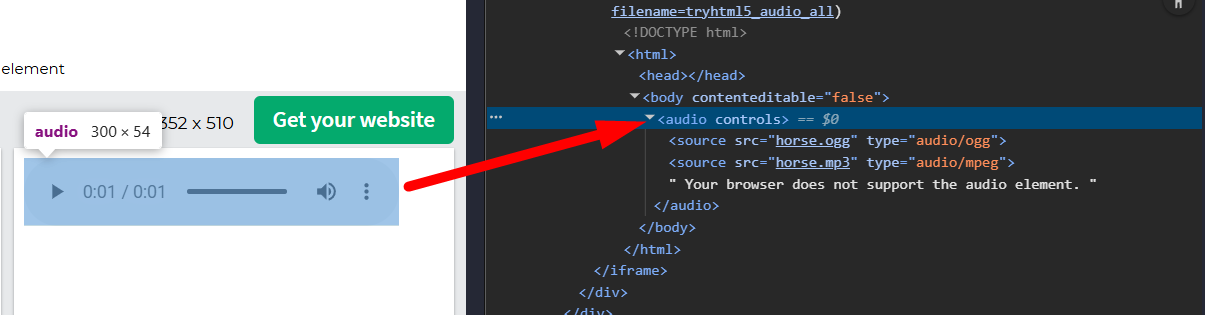 element
352 x 510
Get your website
audio 300 × 54
0:01 / 0:01
filename=tryhtml5_audio_all)
<!DOCTYPE html>
<html>
<head></head>
<body contenteditable="false">
<audio controls> == $0
<source src="horse.ogg" type="audio/ogg">
<source src="horse.mp3" type="audio/mpeg">
" Your browser does not support the audio element. "
</audio>
</body>
</html>
</iframe>
</div>
</div>